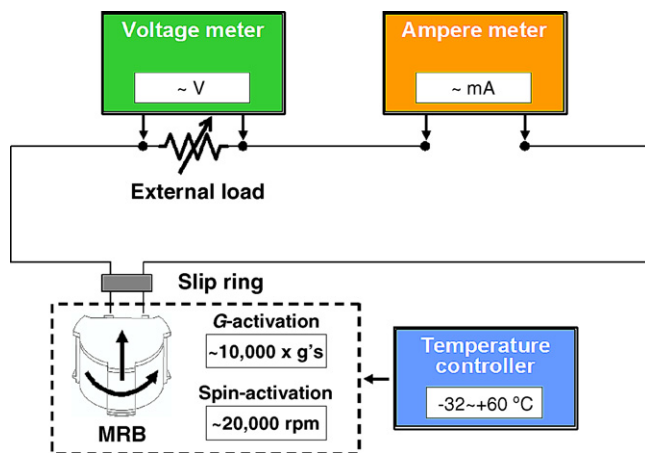 Voltage meter
~ V
Ampere meter
~ mA
External load
Slip ring
G-activation
~10,000 x g's
Spin-activation
~20,000 rpm
MRB
Temperature
controller
-32~+60 ºC